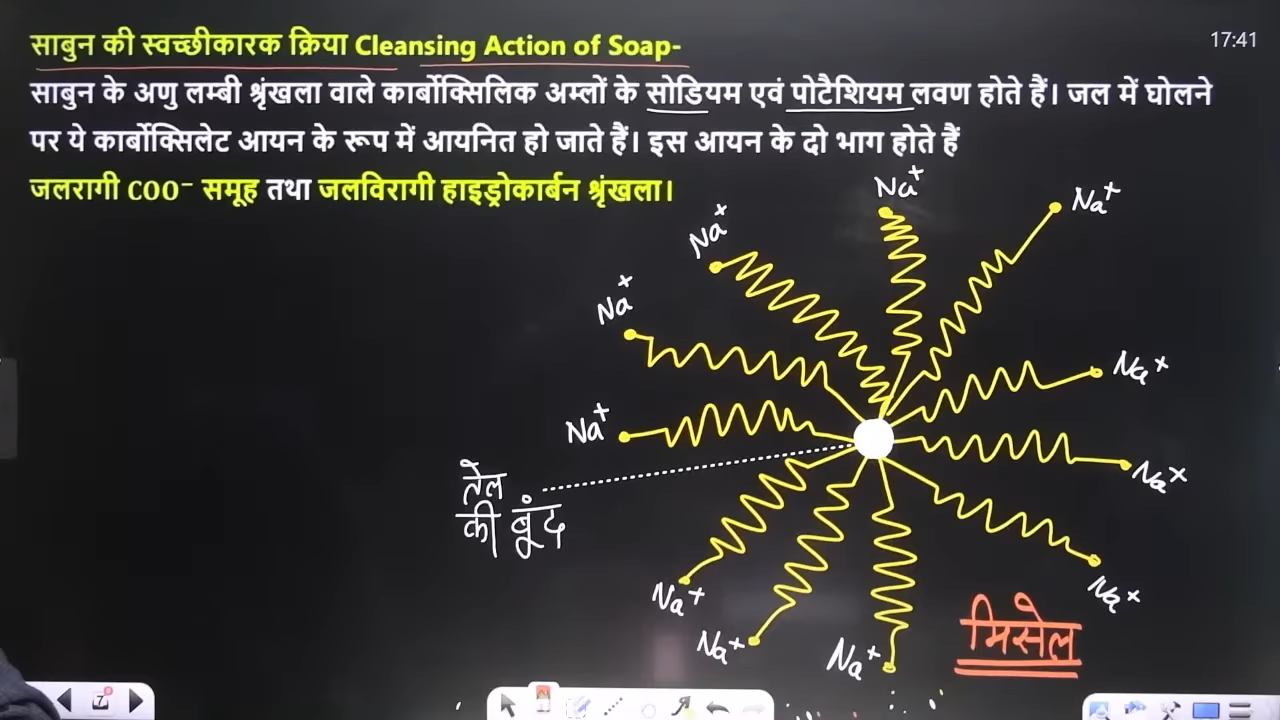 17:41
साबुन की स्वच्छीकारक क्रिया Cleansing Action of Soap-
साबुन के अणु लम्बी श्रृंखला वाले कार्बोक्सिलिक अम्लों के सोडियम एवं पोटैशियम लवण होते हैं। जल में घोलने
पर ये कार्बोक्सिलेट आयन के रूप में आयनित हो जाते हैं। इस आयन के दो भाग होते हैं
जलरागी COO⁻ समूह तथा जलविरागी हाइड्रोकार्बन श्रृंखला।
Na⁺
Na⁺
Na⁺
Na⁺
Na⁺
Na⁺
Na⁺
तेल
की बूंद
Na⁺
Na⁺
Na⁺
Na⁺
मिसेल
7